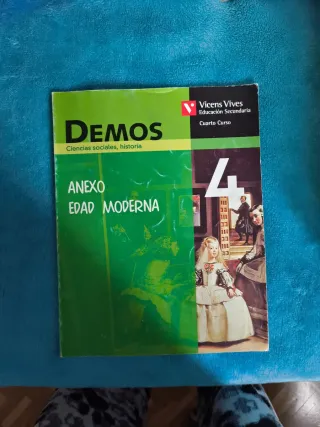 Vicens Vives
Educación Secundaria
Cuarto Curso
DEMOS
Ciencias sociales, historia
ANEXO
EDAD MODERNA
4